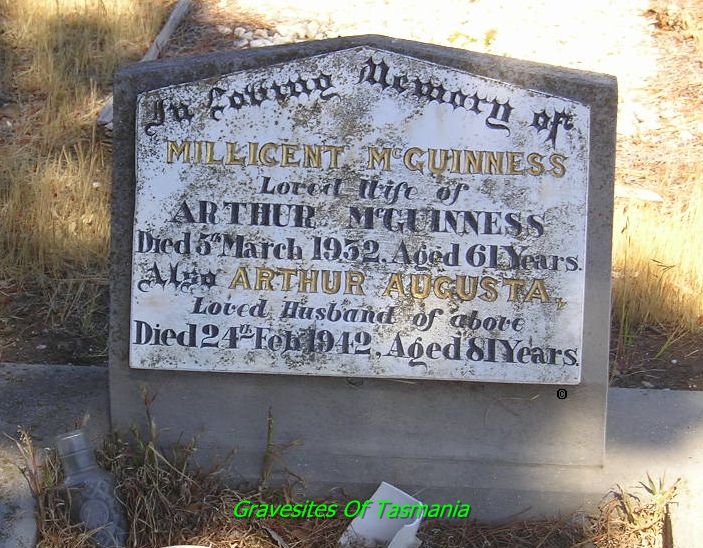 In Loving Memory of
MILLICENT McGUINNESS
Loved Wife of
ARTHUR McGUINNESS
Died 5th March 1932, Aged 61 Years.
Also ARTHUR AUGUSTA,
Loved Husband of above
Died 24th Feb 1942, Aged 81 Years.
Gravesites Of Tasmania